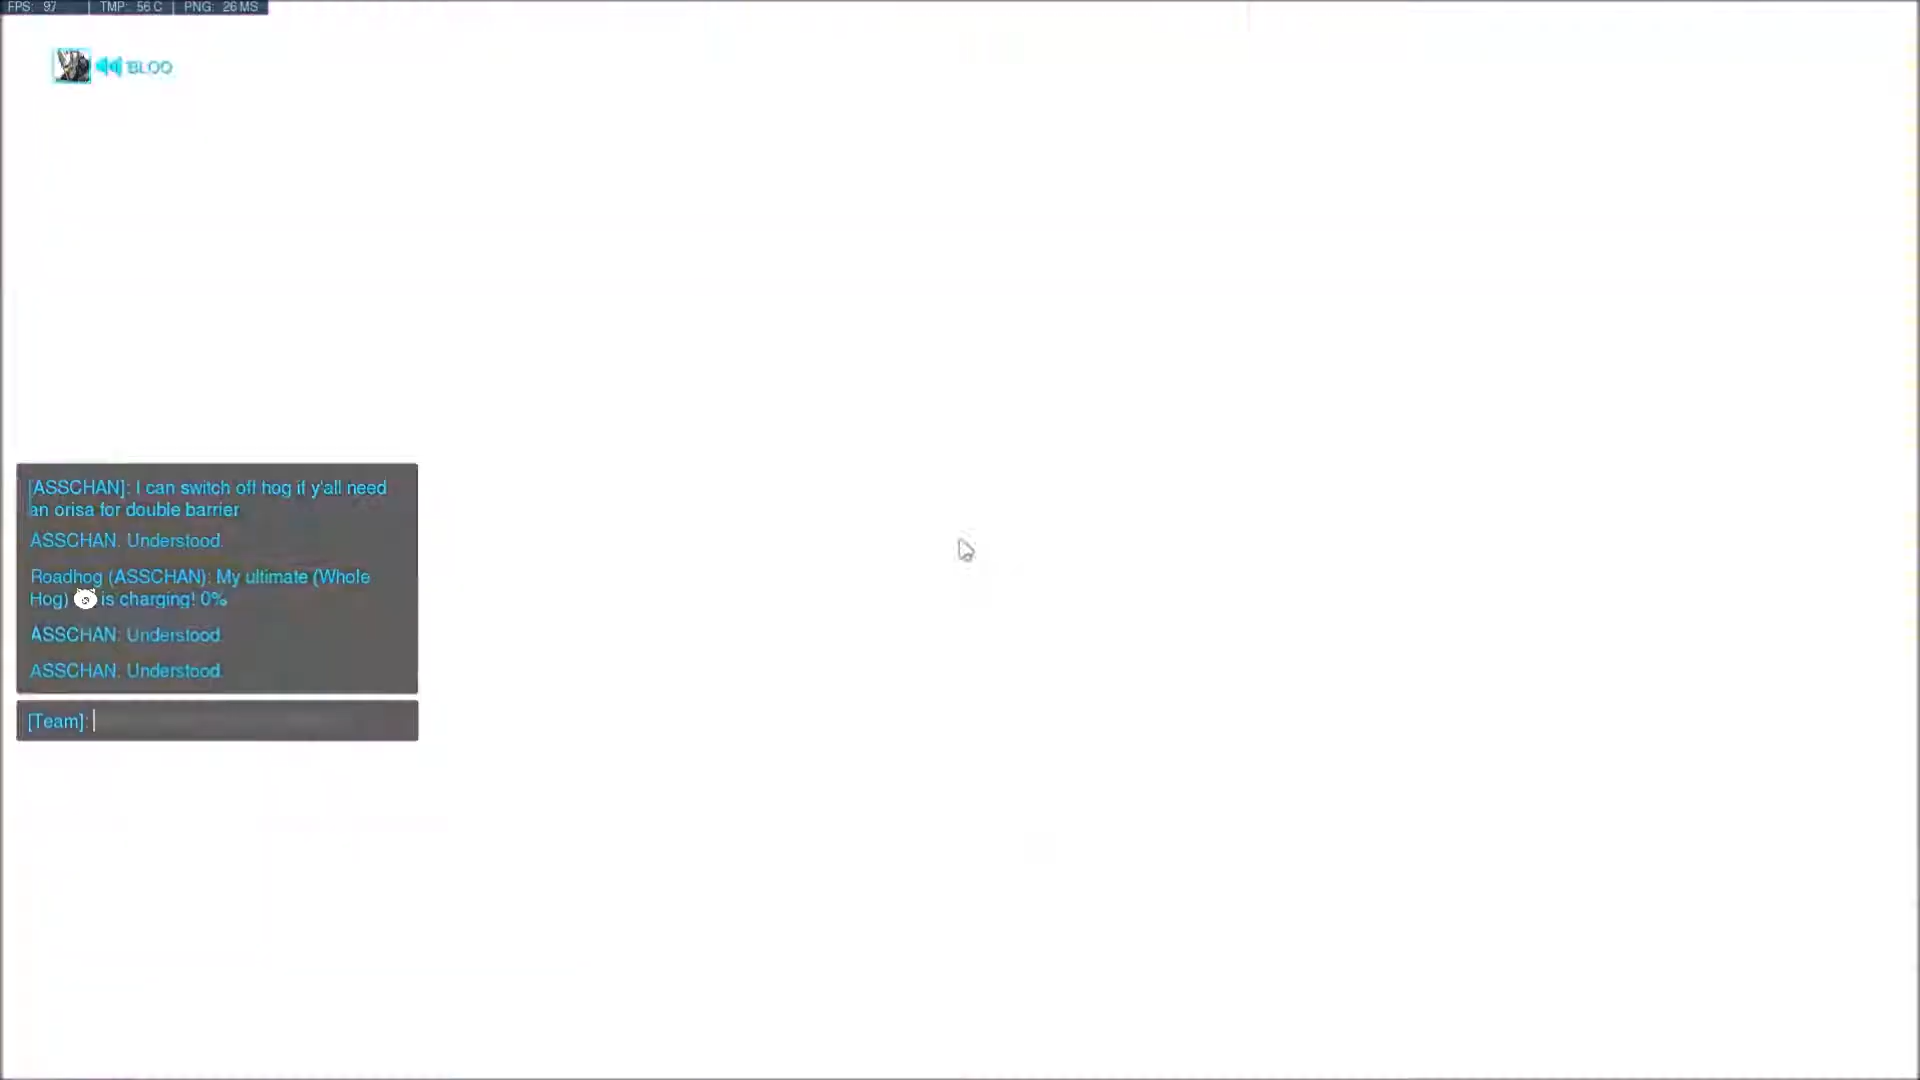 FPS: 97 | TMP: 56 C | PNG: 26 MS
BLOO
[ASSCHAN]: I can switch off hog if y'all need
an orisa for double barrier
ASSCHAN: Understood.
Roadhog (ASSCHAN): My ultimate (Whole
Hog) is charging! 0%
ASSCHAN: Understood.
ASSCHAN: Understood.
[Team]: